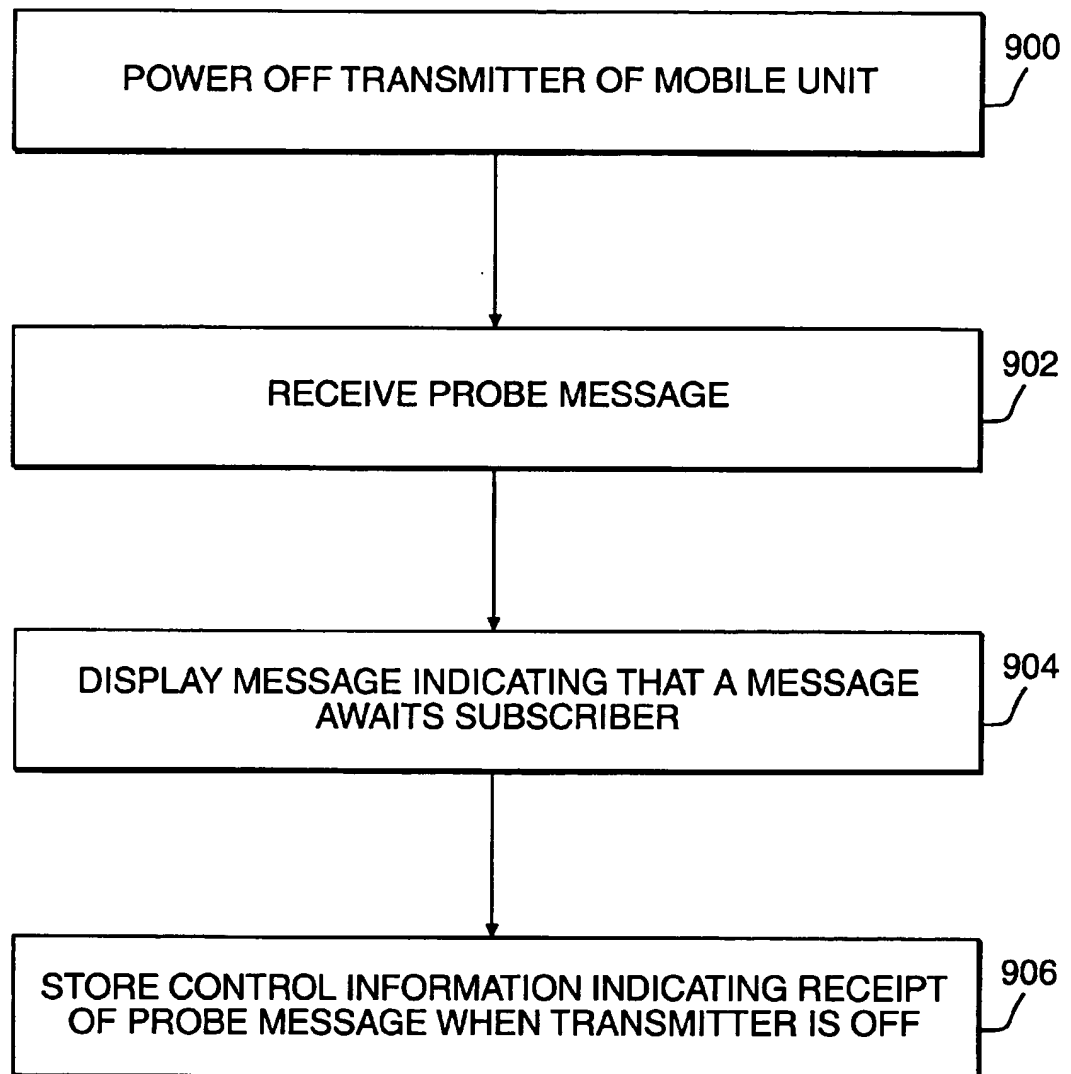 900
POWER OFF TRANSMITTER OF MOBILE UNIT
902
RECEIVE PROBE MESSAGE
904
DISPLAY MESSAGE INDICATING THAT A MESSAGE
AWAITS SUBSCRIBER
906
STORE CONTROL INFORMATION INDICATING RECEIPT
OF PROBE MESSAGE WHEN TRANSMITTER IS OFF